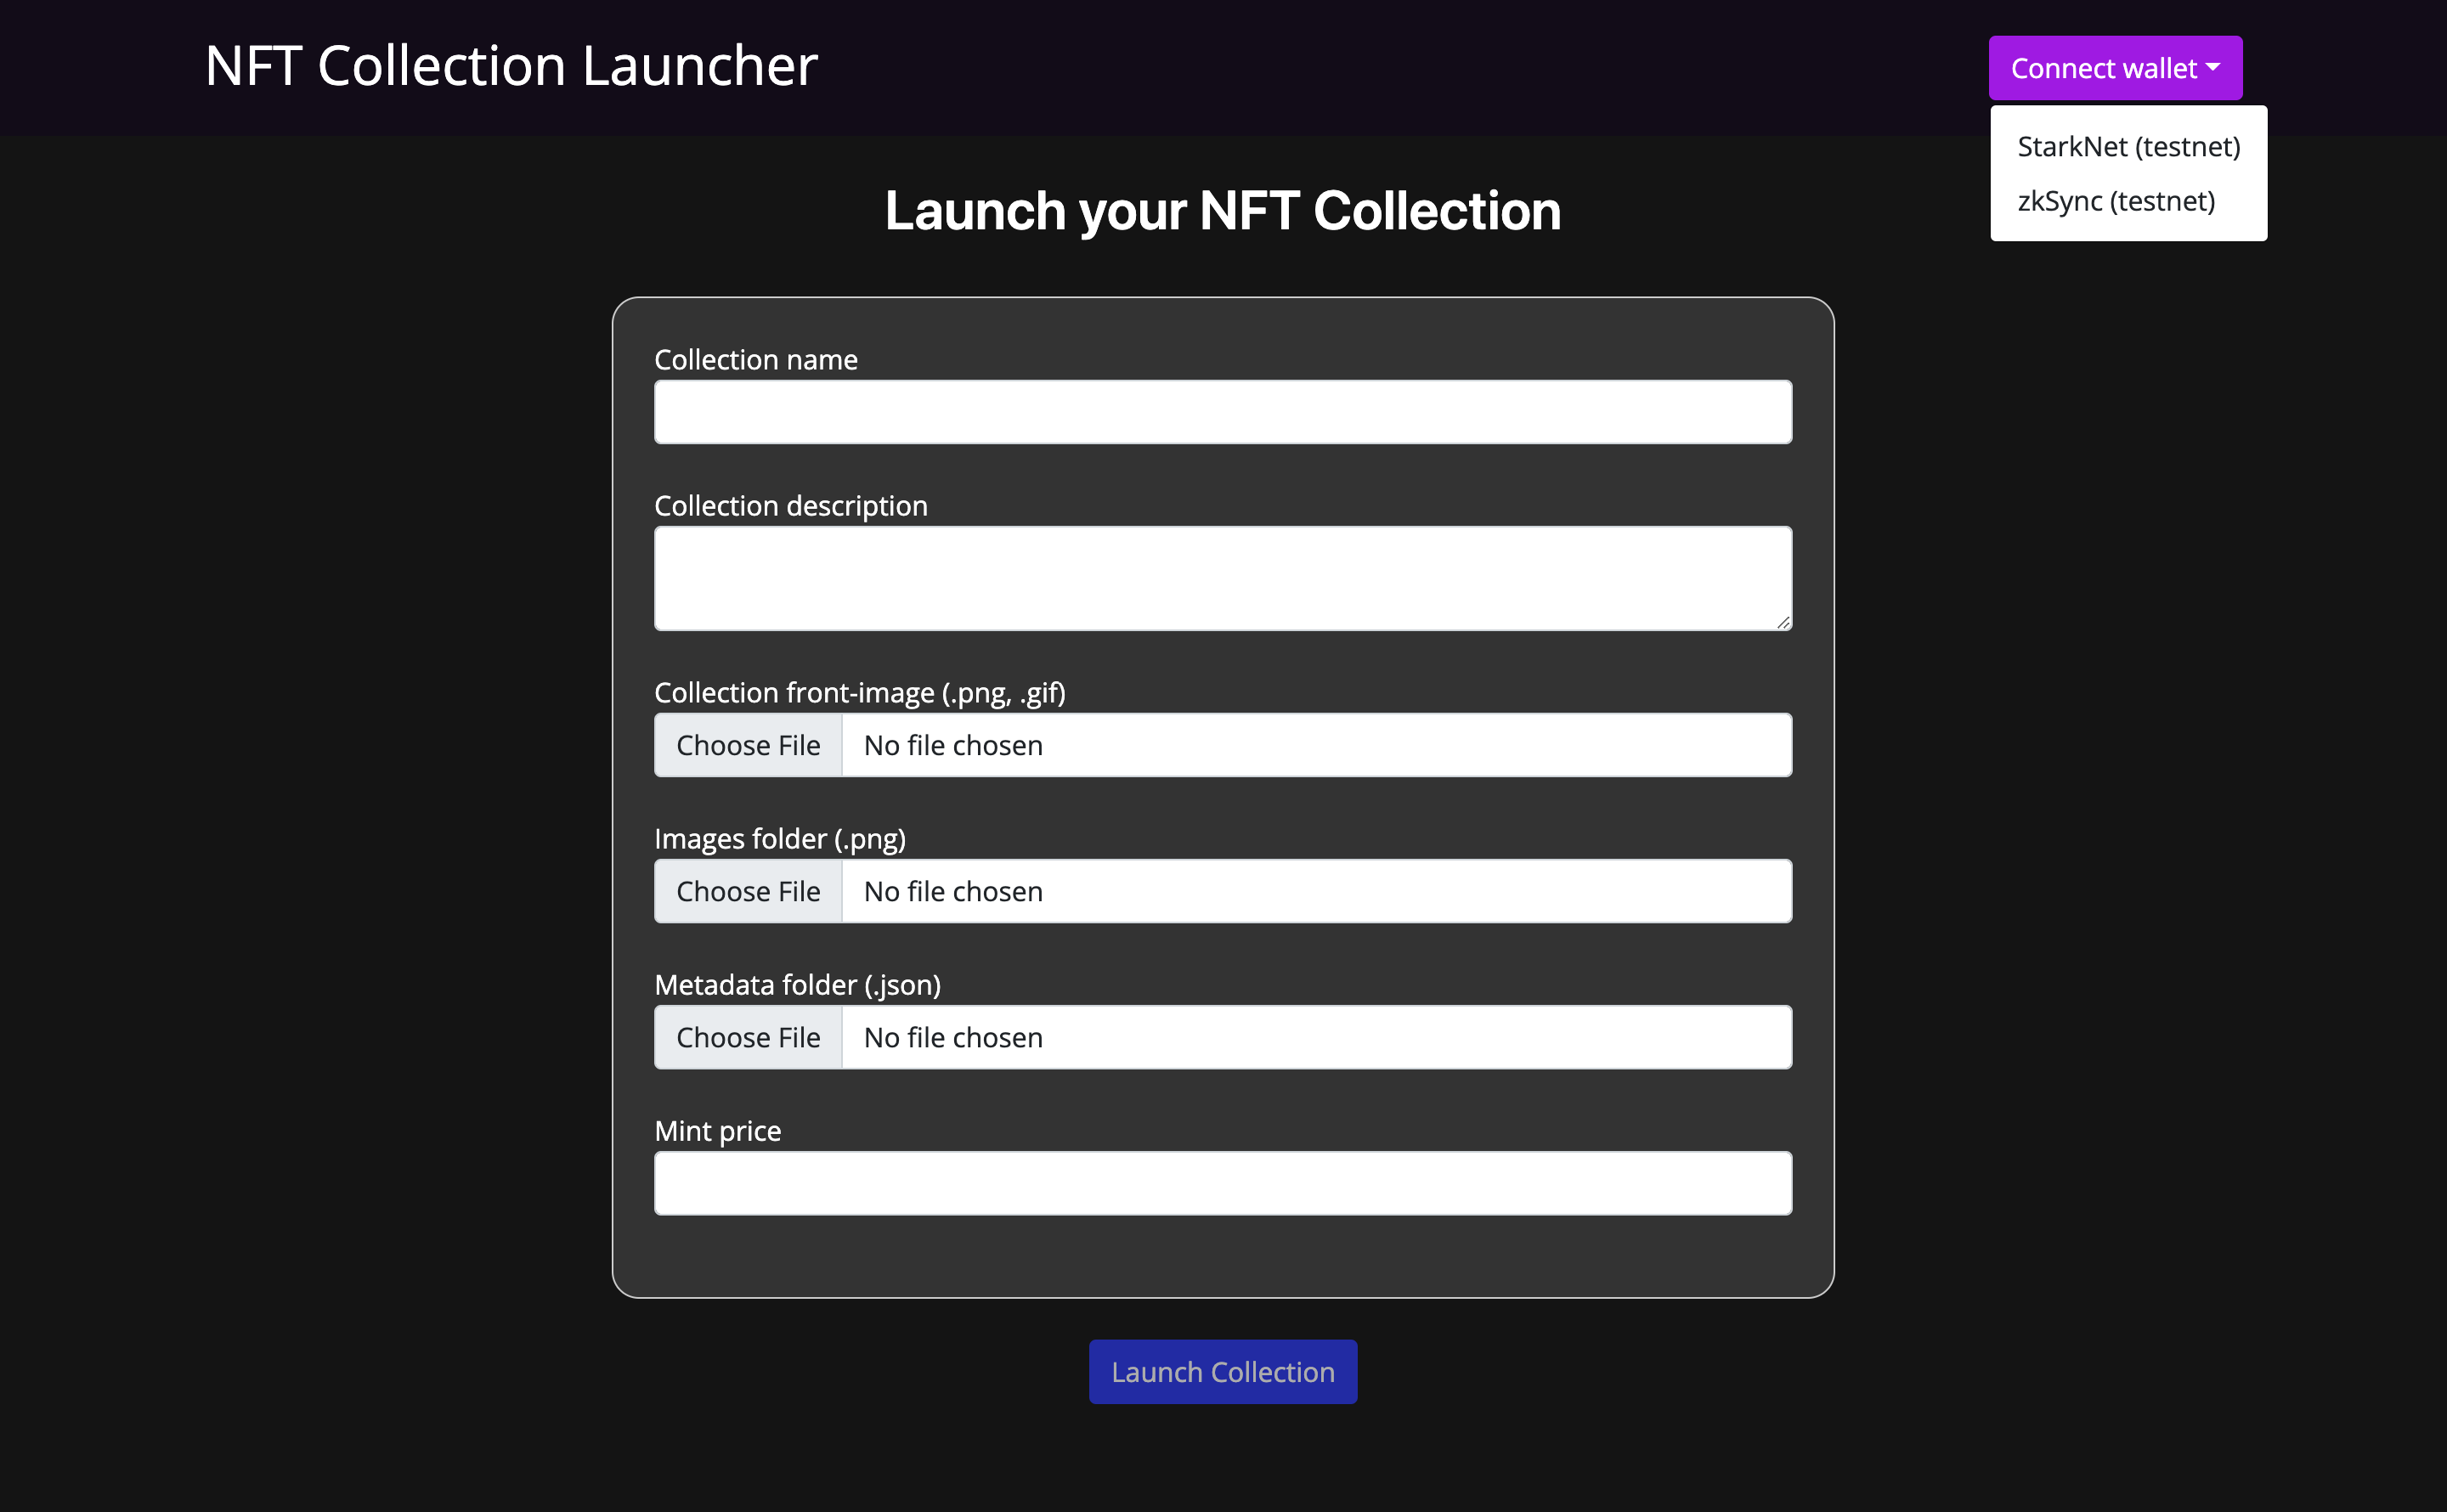 NFT Collection Launcher
Connect wallet
StarkNet (testnet)
zkSync (testnet)
Launch your NFT Collection
Collection name
Collection description
Collection front-image (.png, .gif)
Choose File No file chosen
Images folder (.png)
Choose File No file chosen
Metadata folder (.json)
Choose File No file chosen
Mint price
Launch Collection